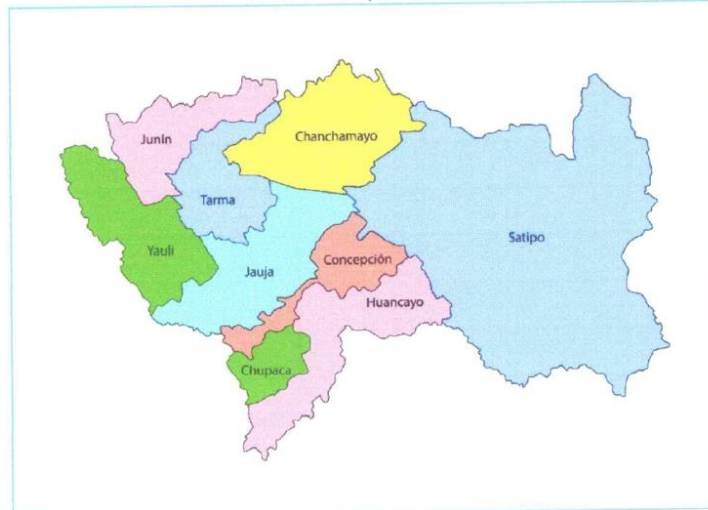 Chanchamayo
Junín
Tarma
Satipo
Yauli
Concepción
Jauja
Huancayo
Chupaca